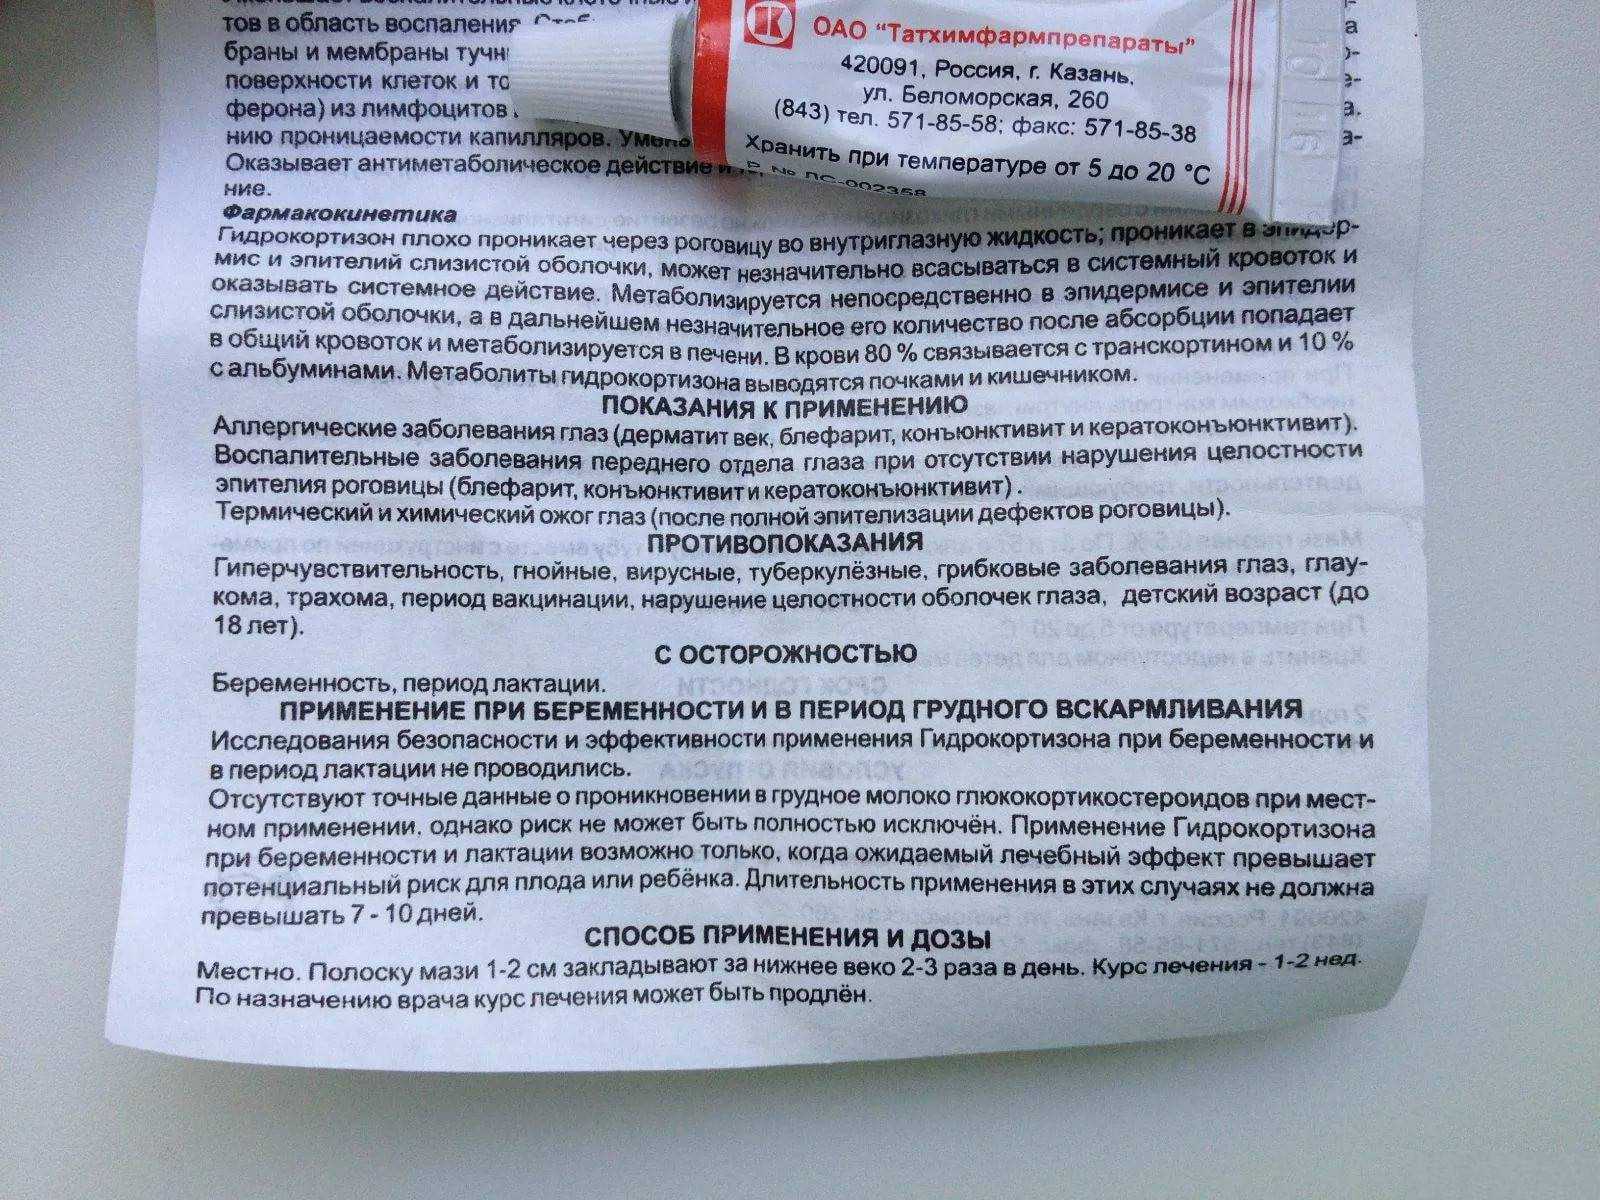 тов в область воспаления
браны и мембраны тучн
поверхности клеток и
ферона) из лимфоцитов
нию проницаемости капилляров.
Оказывает антиметаболическое действие и
ние.
ОАО "Татхимфармпрепараты"
420091, Россия, г. Казань,
ул. Беломорская, 260
(843) тел. 571-85-58; факс: 571-85-38
Хранить при температуре от 5 до 20 °С
Р. № ЛС-002358
Фармакокинетика
Гидрокортизон плохо проникает через роговицу во внутриглазную жидкость; проникает в эпидер-
мис и эпителий слизистой оболочки, может незначительно всасываться в системный кровоток и
оказывать системное действие. Метаболизируется непосредственно в эпидермисе и эпителии
слизистой оболочки, а в дальнейшем незначительное его количество после абсорбции попадает
в общий кровоток и метаболизируется в печени. В крови 80 % связывается с транскортином и 10 %
с альбуминами. Метаболиты гидрокортизона выводятся почками и кишечником.
ПОКАЗАНИЯ К ПРИМЕНЕНИЮ
Аллергические заболевания глаз (дерматит век, блефарит, конъюнктивит и кератоконъюнктивит).
Воспалительные заболевания переднего отдела глаза при отсутствии нарушения целостности
эпителия роговицы (блефарит, конъюнктивит и кератоконъюнктивит) .
Термический и химический ожог глаз (после полной эпителизации дефектов роговицы).
ПРОТИВОПОКАЗАНИЯ
Гиперчувствительность, гнойные, вирусные, туберкулёзные, грибковые заболевания глаз, глау-
кома, трахома, период вакцинации, нарушение целостности оболочек глаза, детский возраст (до
18 лет).
С ОСТОРОЖНОСТЬЮ
Беременность, период лактации.
ПРИМЕНЕНИЕ ПРИ БЕРЕМЕННОСТИ И В ПЕРИОД ГРУДНОГО ВСКАРМЛИВАНИЯ
Исследования безопасности и эффективности применения Гидрокортизона при беременности и
в период лактации не проводились.
Отсутствуют точные данные о проникновении в грудное молоко глюкокортикостероидов при мест-
ном применении, однако риск не может быть полностью исключён. Применение Гидрокортизона
при беременности и лактации возможно только, когда ожидаемый лечебный эффект превышает
потенциальный риск для плода или ребёнка. Длительность применения в этих случаях не должна
превышать 7 - 10 дней.
СПОСОБ ПРИМЕНЕНИЯ И ДОЗЫ
Местно. Полоску мази 1-2 см закладывают за нижнее веко 2-3 раза в день. Курс лечения - 1-2 нед.
По назначению врача курс лечения может быть продлён.